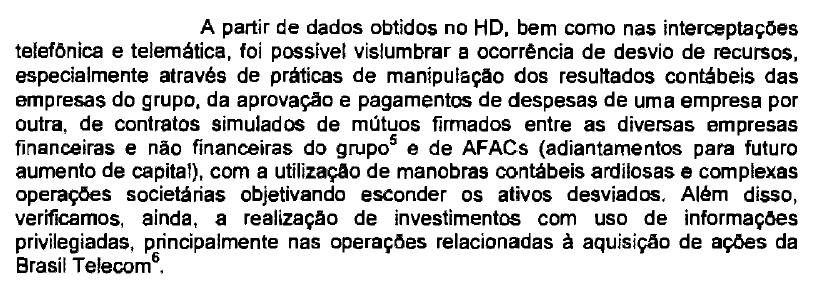 A partir de dados obtidos no HD, bem como nas interceptações
telefônica e telemática, foi possível vislumbrar a ocorrência de desvio de recursos,
especialmente através de práticas de manipulação dos resultados contábeis das
empresas do grupo, da aprovação e pagamentos de despesas de uma empresa por
outra, de contratos simulados de mútuos firmados entre as diversas empresas
financeiras e não financeiras do grupo⁵ e de AFACs (adiantamentos para futuro
aumento de capital), com a utilização de manobras contábeis ardilosas e complexas
operações societárias objetivando esconder os ativos desviados. Além disso,
verificamos, ainda, a realização de investimentos com uso de informações
privilegiadas, principalmente nas operações relacionadas à aquisição de ações da
Brasil Telecom⁶.